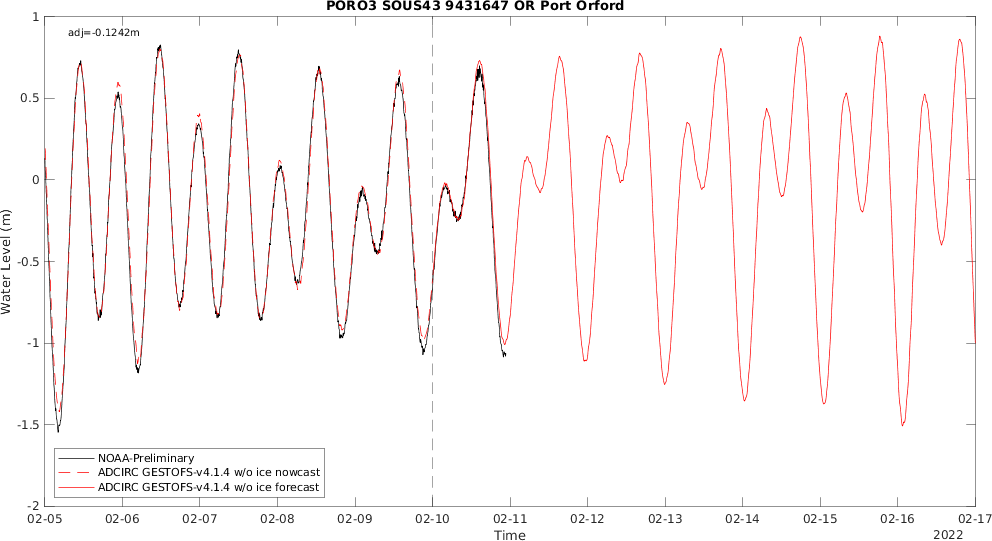 PORO3 SOUS43 9431647 OR Port Orford
adj=-0.1242m
Water Level (m)
1
0.5
0
-0.5
-1
-1.5
-2
NOAA-Preliminary
ADCIRC GESTOFS-v4.1.4 w/o ice nowcast
ADCIRC GESTOFS-v4.1.4 w/o ice forecast
02-05 02-06 02-07 02-08 02-09 02-10 02-11 02-12 02-13 02-14 02-15 02-16 02-17
Time
2022